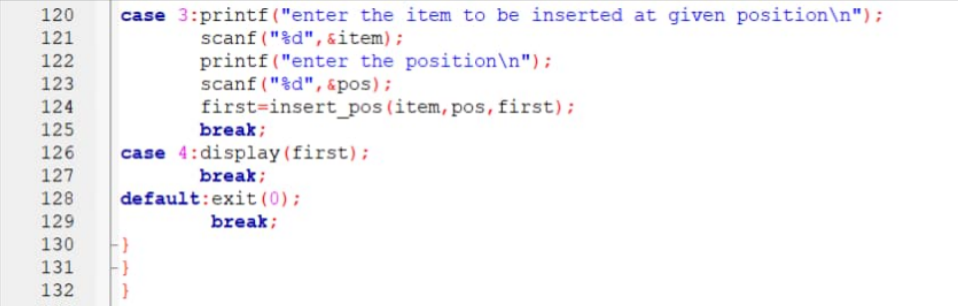 120 case 3:printf("enter the item to be inserted at given position\n");
121 scanf("%d",&item);
122 printf("enter the position\n");
123 scanf("%d",&pos);
124 first=insert_pos(item,pos,first);
125 break;
126 case 4:display(first);
127 break;
128 default:exit(0);
129 break;
130 }
131 }
132 }